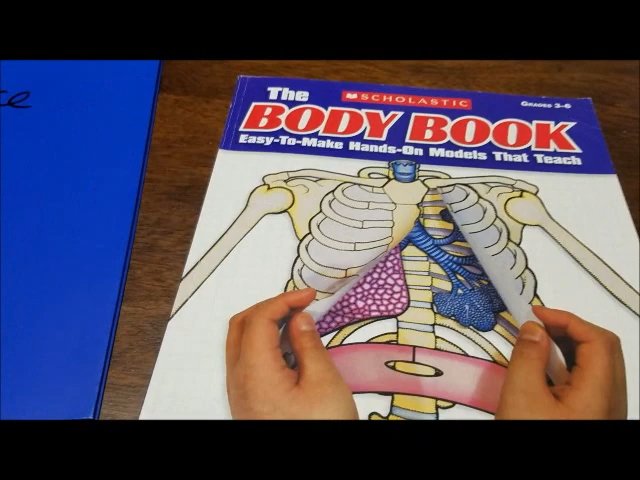 The
SCHOLASTIC
GRADES 3-6
BODY BOOK
Easy-To-Make Hands-On Models That Teach